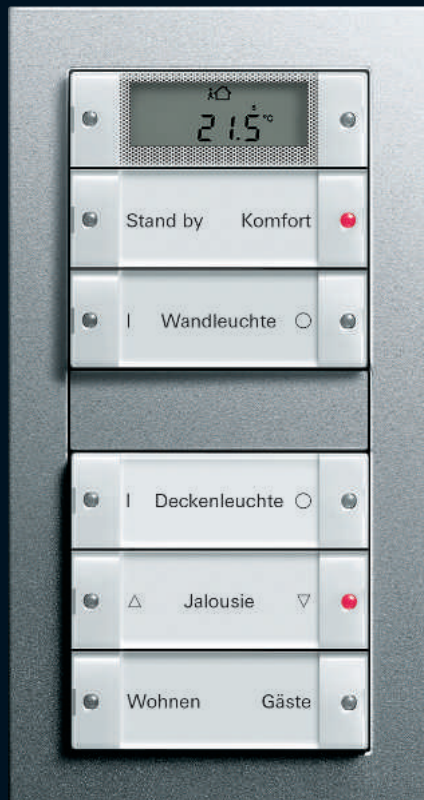 21.5°C
Stand by Komfort
I Wandleuchte ○
I Deckenleuchte ○
△ Jalousie ▽
Wohnen Gäste